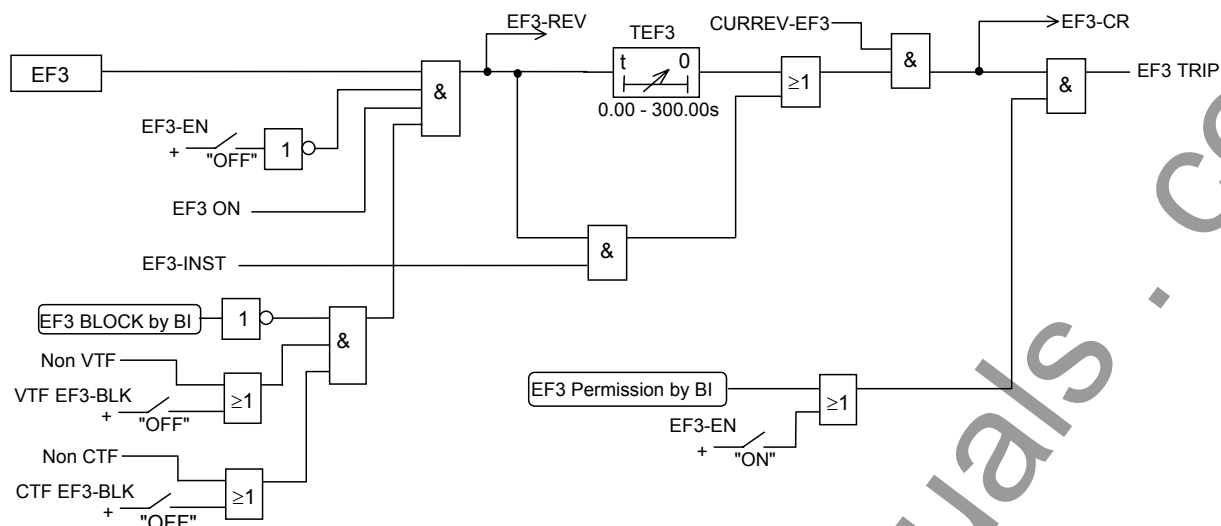 EF3-REV
TEF3
CURREV-EF3
EF3-CR
EF3
t 0
&
EF3 TRIP
&
≥1
&
&
0.00 - 300.00s
EF3-EN
+
"OFF"
1
EF3 ON
&
EF3-INST
EF3 BLOCK by BI
1
&
Non VTF
VTF EF3-BLK
+
"OFF"
≥1
EF3 Permission by BI
≥1
EF3-EN
+
"ON"
Non CTF
CTF EF3-BLK
+
"OFF"
≥1
uals . co